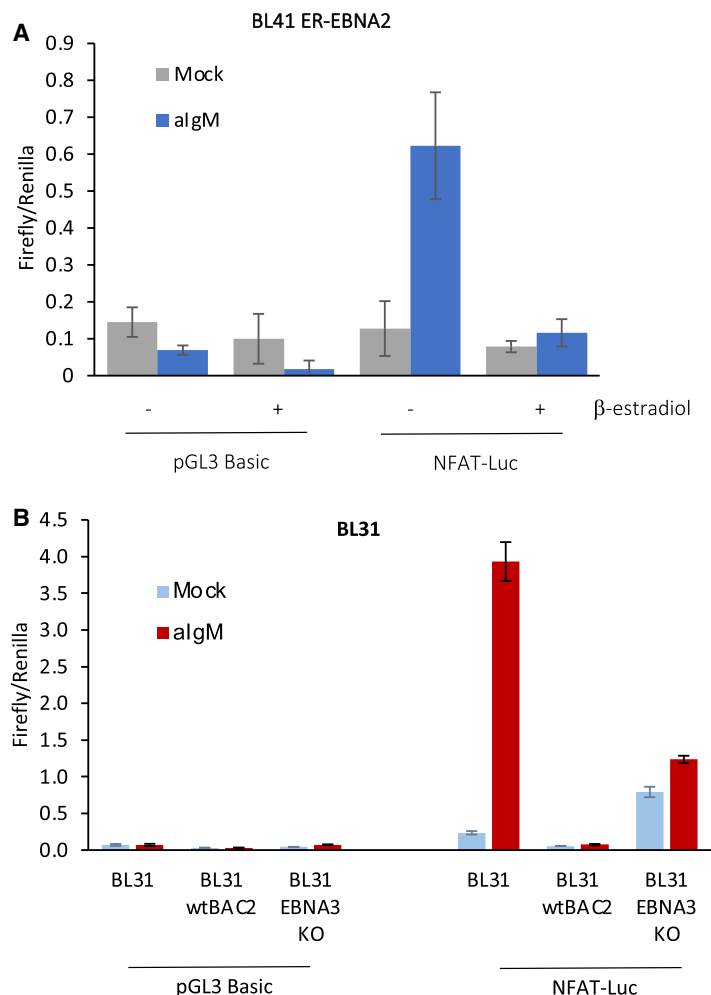 A
BL41 ER-EBNA2
0.9
0.8
0.7
0.6
0.5
0.4
0.3
0.2
0.1
0
Firefly/Renilla
Mock
aIgM
- + - + β-estradiol
pGL3 Basic NFAT-Luc
B
BL31
4.5
4.0
3.5
3.0
2.5
2.0
1.5
1.0
0.5
0.0
Firefly/Renilla
Mock
aIgM
BL31 BL31 BL31 BL31 BL31 BL31
wtBAC2 EBNA3 wtBAC2 EBNA3
KO KO
pGL3 Basic NFAT-Luc